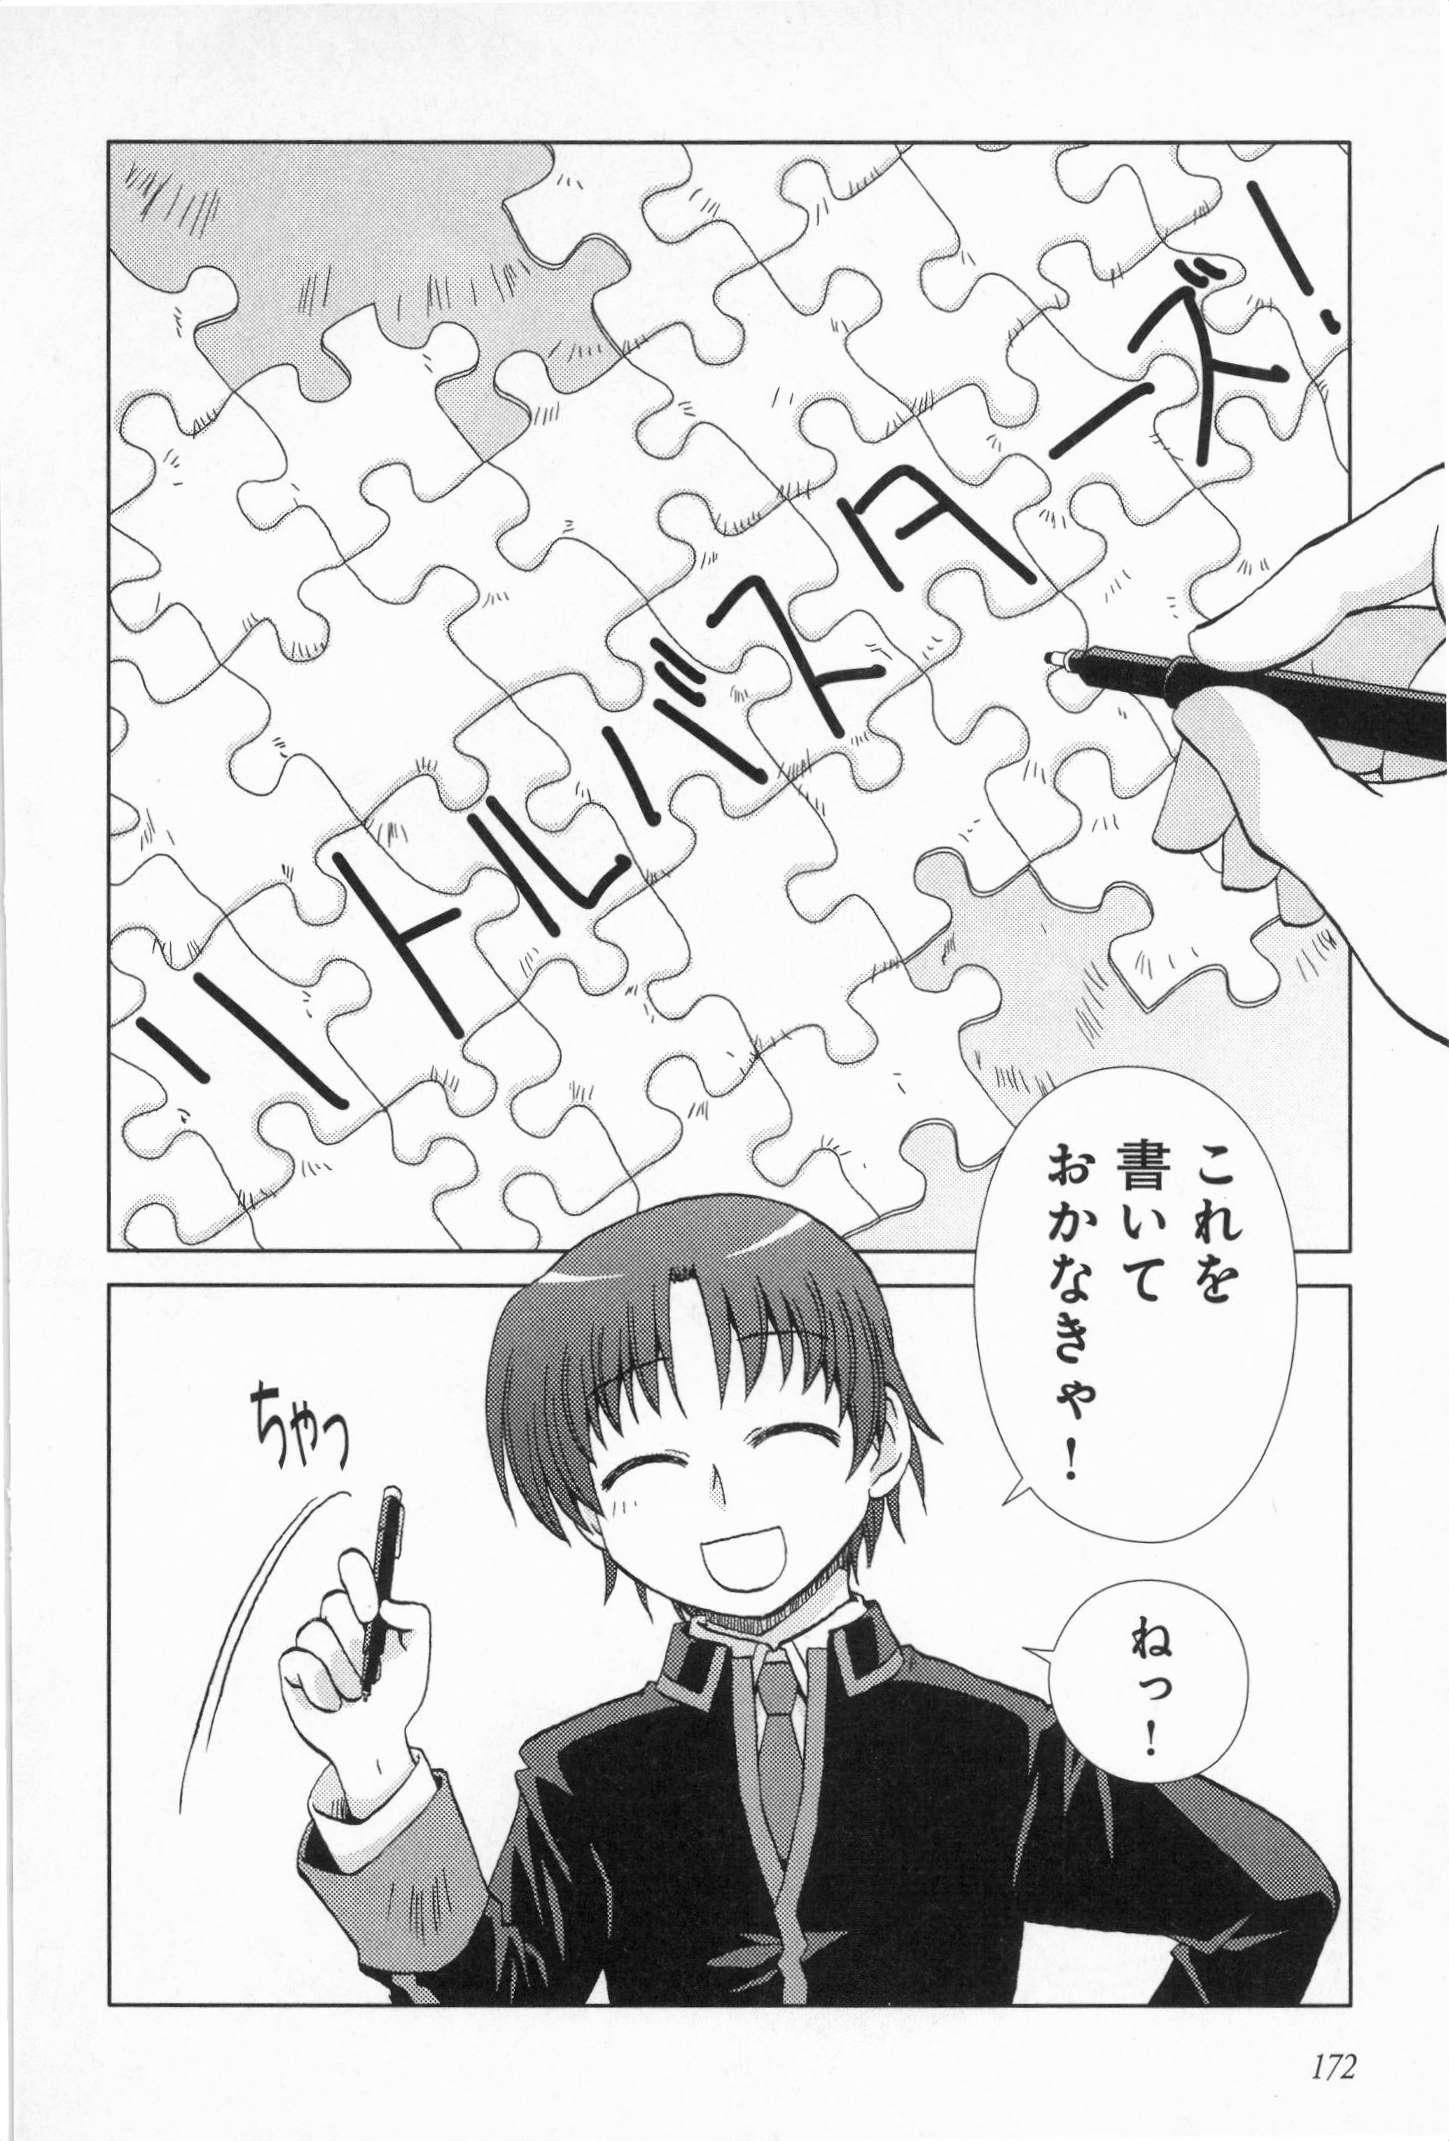 リトルバスターズ！
これを
書いて
おかなきゃ！
ねっ！
ちゃっ
172